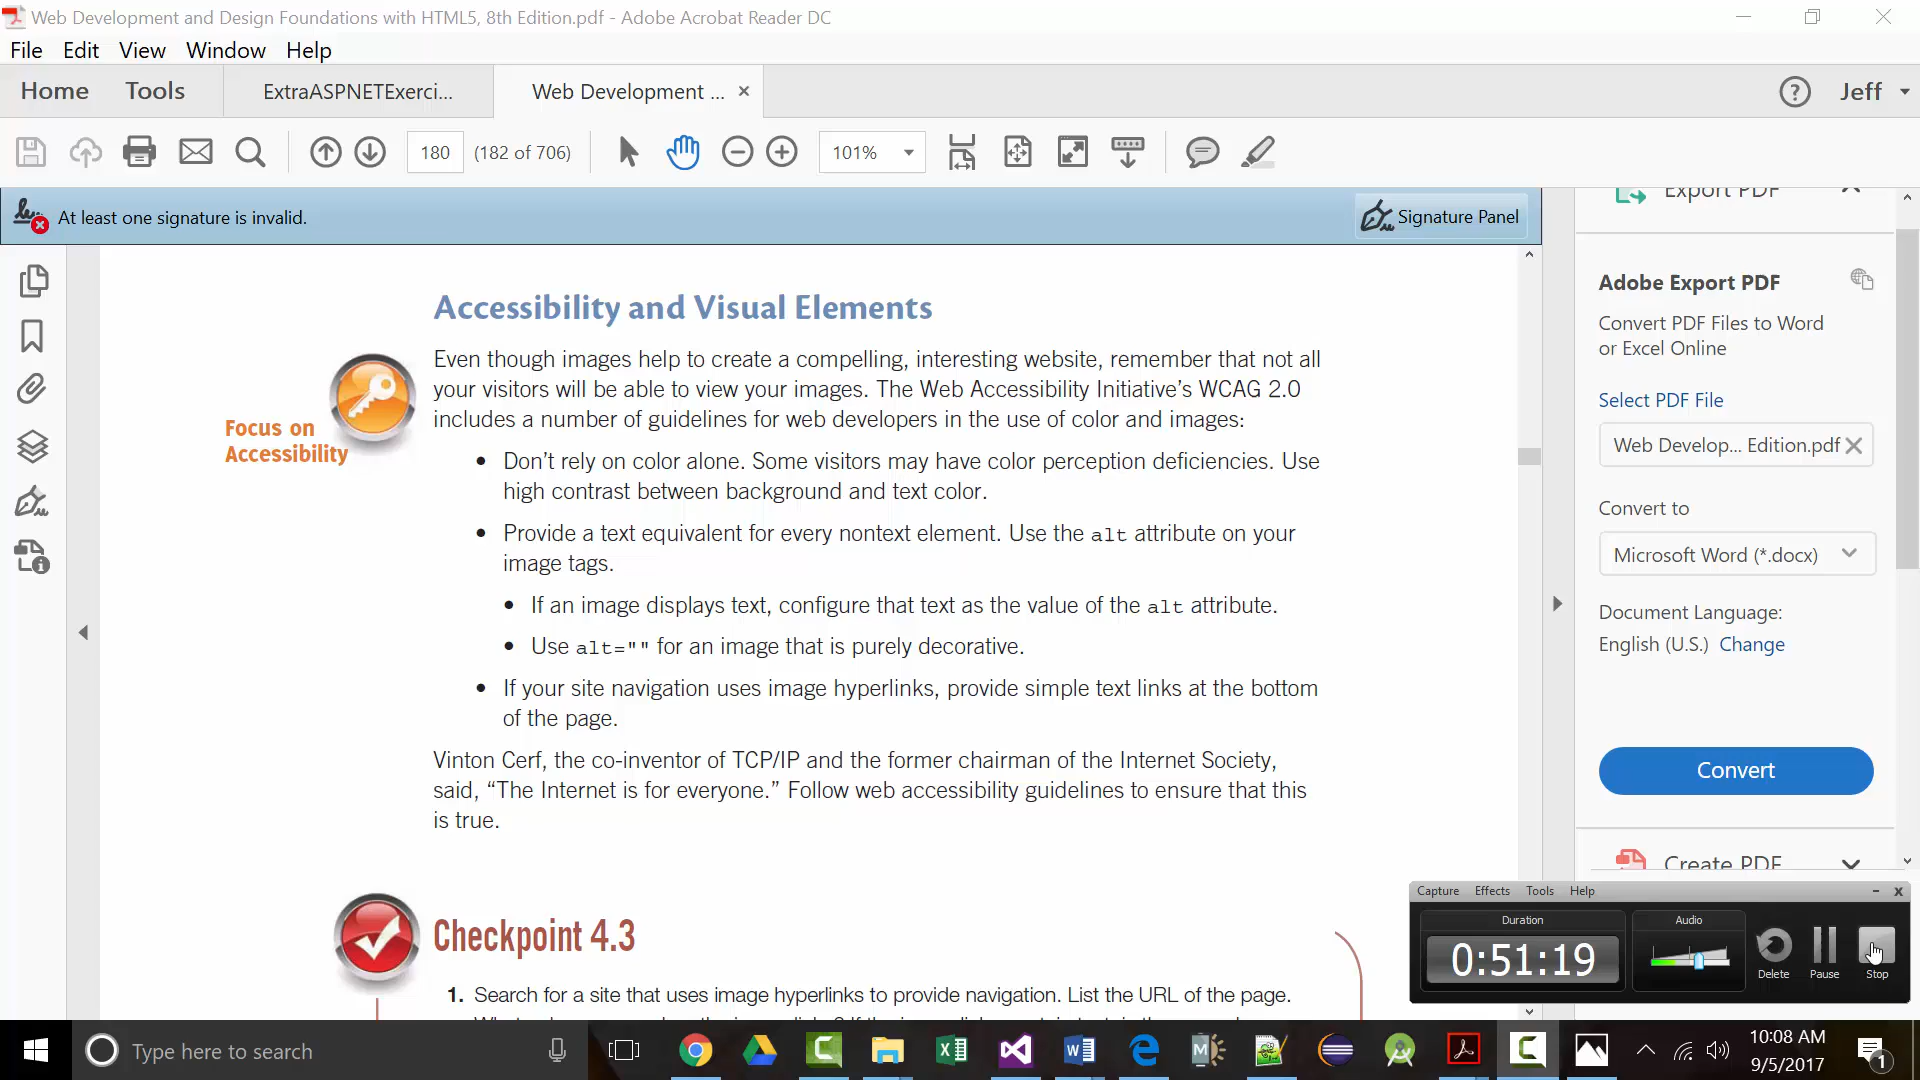 Web Development and Design Foundations with HTML5, 8th Edition.pdf - Adobe Acrobat Reader DC
File Edit View Window Help
Home Tools ExtraASPNETExerci... Web Development ... Jeff
180 (182 of 706) 101%
At least one signature is invalid. Signature Panel
Accessibility and Visual Elements
Even though images help to create a compelling, interesting website, remember that not all
your visitors will be able to view your images. The Web Accessibility Initiative's WCAG 2.0
includes a number of guidelines for web developers in the use of color and images:
Focus on
Accessibility
• Don't rely on color alone. Some visitors may have color perception deficiencies. Use
high contrast between background and text color.
• Provide a text equivalent for every nontext element. Use the alt attribute on your
image tags.
• If an image displays text, configure that text as the value of the alt attribute.
• Use alt="" for an image that is purely decorative.
• If your site navigation uses image hyperlinks, provide simple text links at the bottom
of the page.
Vinton Cerf, the co-inventor of TCP/IP and the former chairman of the Internet Society,
said, “The Internet is for everyone.” Follow web accessibility guidelines to ensure that this
is true.
Checkpoint 4.3
1. Search for a site that uses image hyperlinks to provide navigation. List the URL of the page.
Export PDF
Adobe Export PDF
Convert PDF Files to Word
or Excel Online
Select PDF File
Web Develop... Edition.pdf
Convert to
Microsoft Word (*.docx)
Document Language:
English (U.S.) Change
Convert
Create PDF
Capture Effects Tools Help
Duration
0:51:19
Audio
Delete Pause Stop
Type here to search
10:08 AM
9/5/2017
1